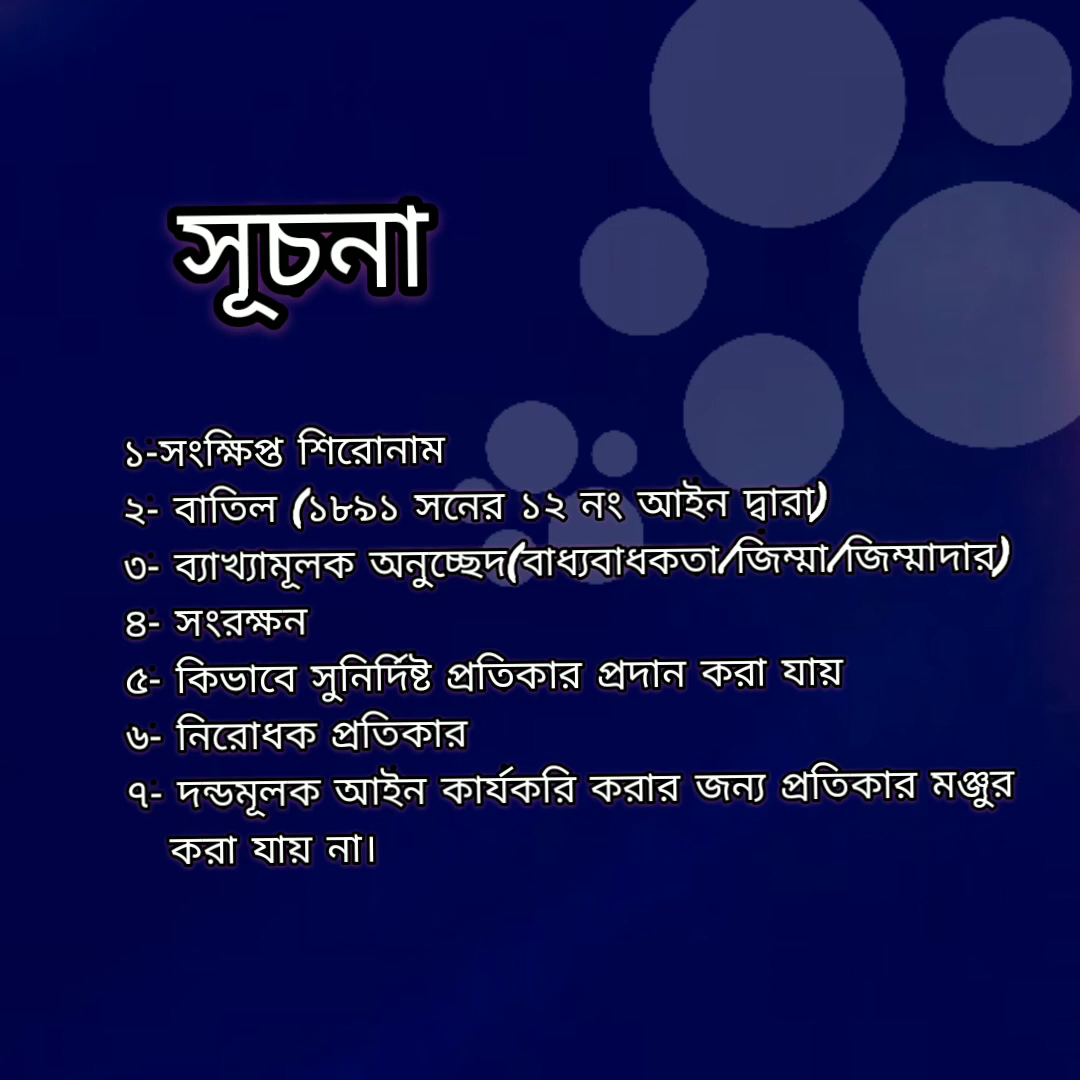 সূচনা
১-সংক্ষিপ্ত শিরোনাম
২- বাতিল (১৮৯১ সনের ১২ নং আইন দ্বারা)
৩- ব্যাখ্যামূলক অনুচ্ছেদ(বাধ্যবাধকতা/জিম্মা/জিম্মাদার)
৪- সংরক্ষন
৫- কিভাবে সুনির্দিষ্ট প্রতিকার প্রদান করা যায়
৬- নিরোধক প্রতিকার
৭- দন্ডমূলক আইন কার্যকরি করার জন্য প্রতিকার মঞ্জুর
করা যায় না।